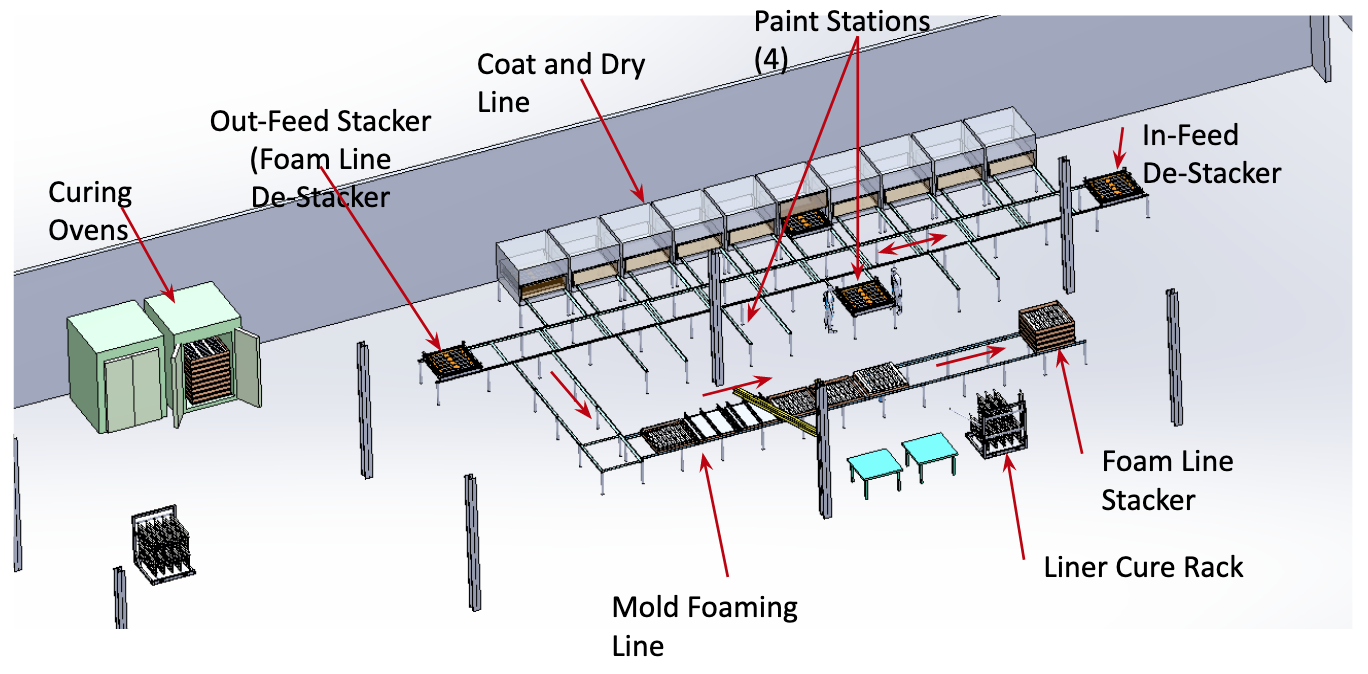 Paint Stations
(4)
Coat and Dry
Line
Out-Feed Stacker
(Foam Line
De-Stacker
In-Feed
De-Stacker
Curing
Ovens
Foam Line
Stacker
Liner Cure Rack
Mold Foaming
Line